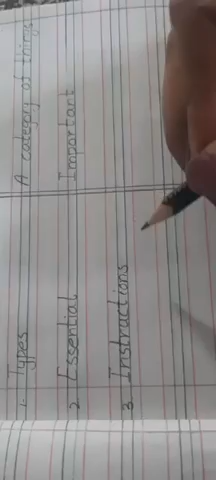 1. Types A category of things
2. Essential Important
3. Instructions